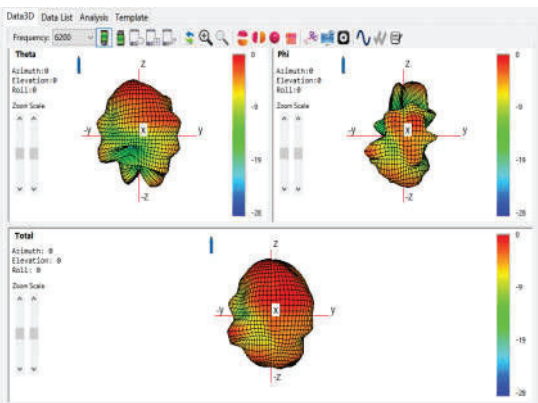 Data3D Data List Analysis Template
Frequency: 6200
Theta
Azimuth:0
Elevation:0
Roll:0
Zoom Scale
z
-y
x
y
-z
0
-9
-19
-28
Phi
Azimuth:0
Elevation:0
Roll:0
Zoom Scale
z
-y
x
y
-z
0
-9
-19
-28
Total
Azimuth: 0
Elevation: 0
Roll: 0
Zoom Scale
z
-y
x
y
-z
0
-9
-19
-28